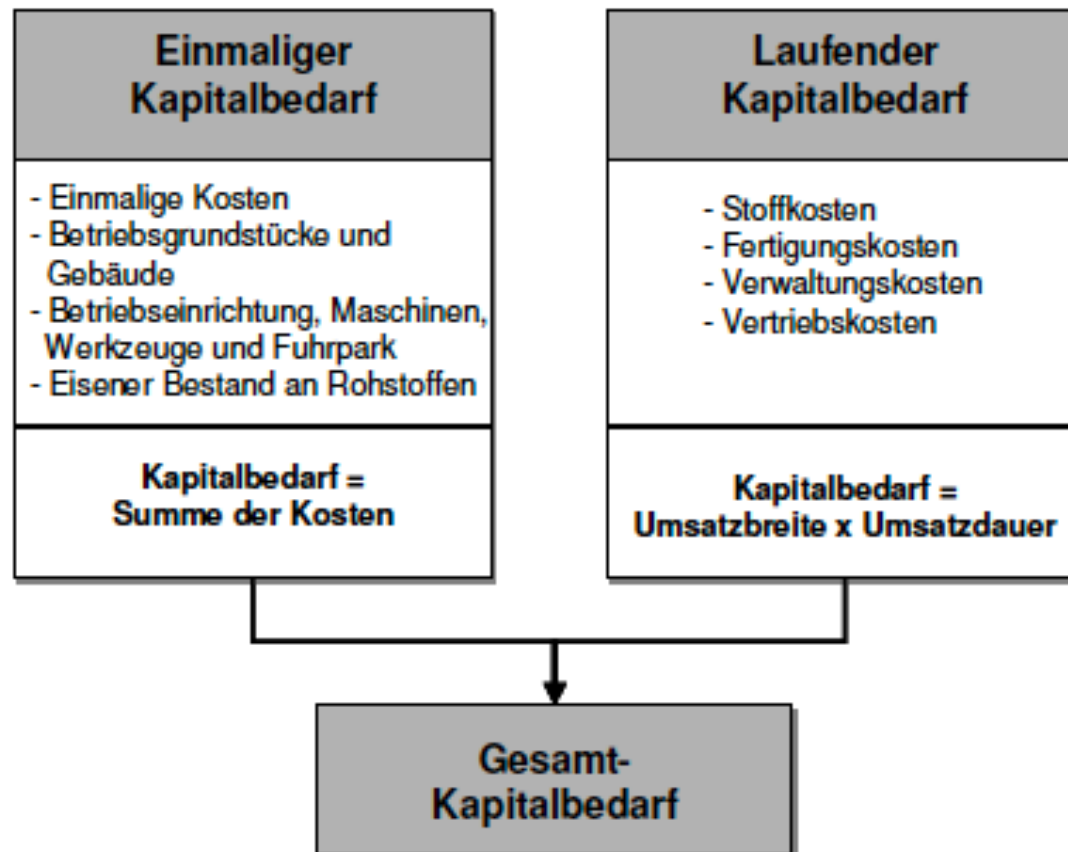 Einmaliger
Kapitalbedarf
- Einmalige Kosten
- Betriebsgrundstücke und
Gebäude
- Betriebseinrichtung, Maschinen,
Werkzeuge und Fuhrpark
- Eisener Bestand an Rohstoffen
Kapitalbedarf =
Summe der Kosten
Laufender
Kapitalbedarf
- Stoffkosten
- Fertigungskosten
- Verwaltungskosten
- Vertriebskosten
Kapitalbedarf =
Umsatzbreite x Umsatzdauer
Gesamt-
Kapitalbedarf